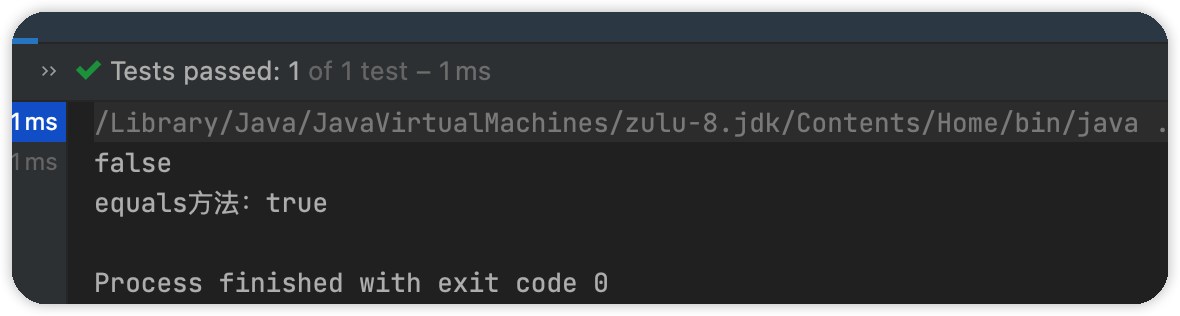 >> Tests passed: 1 of 1 test – 1 ms
1 ms /Library/Java/JavaVirtualMachines/zulu-8.jdk/Contents/Home/bin/java .
1 ms false
equals方法：true
Process finished with exit code 0